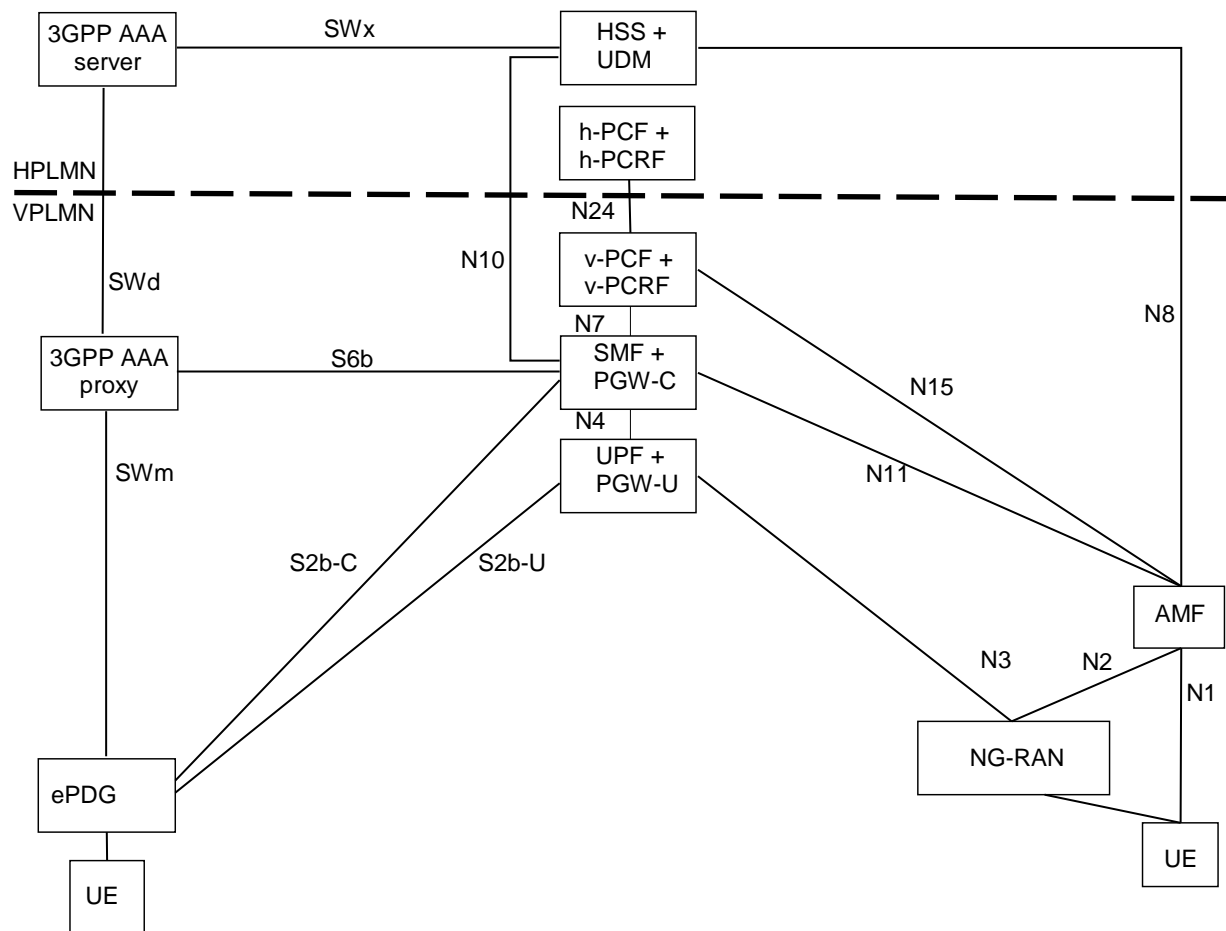 3GPP AAA
server
SWx
HSS +
UDM
h-PCF +
h-PCRF
HPLMN
VPLMN
N24
N10
v-PCF +
v-PCRF
SWd
N8
N7
3GPP AAA
proxy
S6b
SMF +
PGW-C
N15
N4
UPF +
PGW-U
N11
SWm
S2b-C
S2b-U
AMF
N3
N2
N1
NG-RAN
ePDG
UE
UE